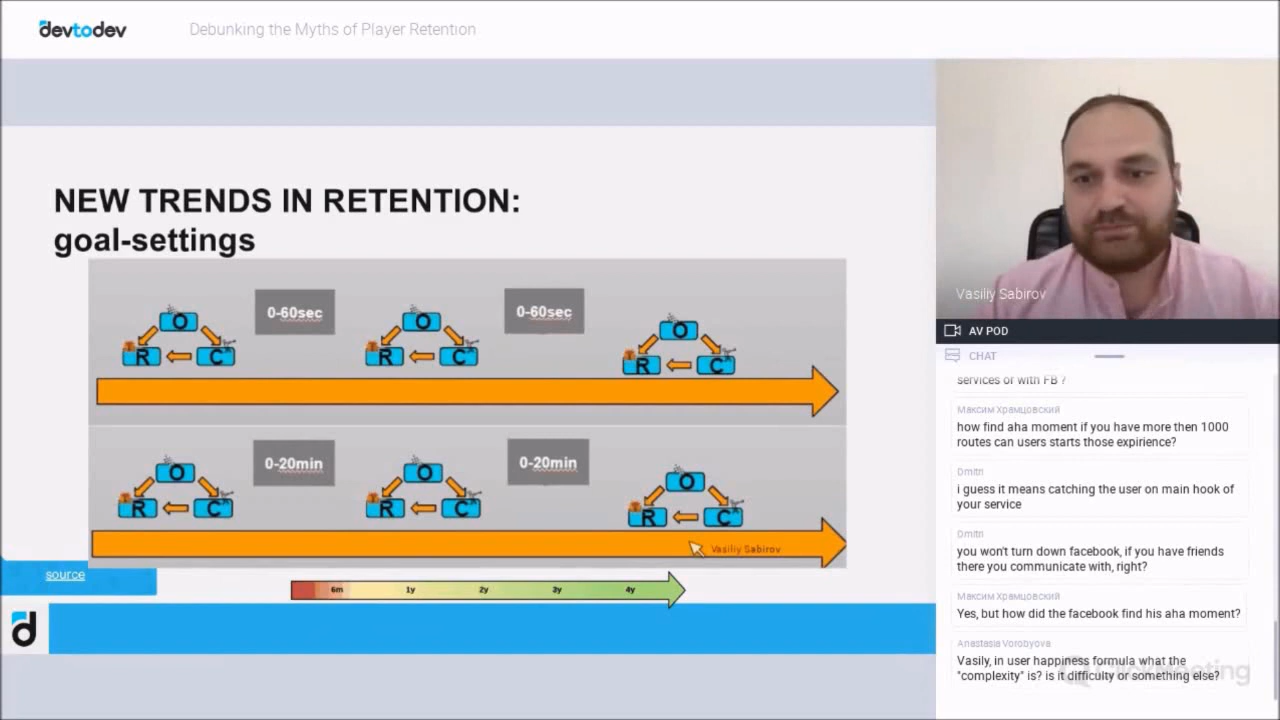 devtodev
Debunking the Myths of Player Retention
NEW TRENDS IN RETENTION:
goal-settings
0-60sec
0-60sec
O
O
O
R
C
R
C
R
C
0-20min
0-20min
O
O
O
R
C
R
C
R
C
Vasiliy Sabirov
source
6m
1y
2y
3y
4y
d
Vasiliy Sabirov
AV POD
CHAT
services or with FB ?
Максим Храмцовский
how find aha moment if you have more then 1000
routes can users starts those expirience?
Dmitri
i guess it means catching the user on main hook of
your service
Dmitri
you won't turn down facebook, if you have friends
there you communicate with, right?
Максим Храмцовский
Yes, but how did the facebook find his aha moment?
Anastasia Vorobyova
Vasily, in user happiness formula what the
"complexity" is? is it difficulty or something else?
ClickMeeting